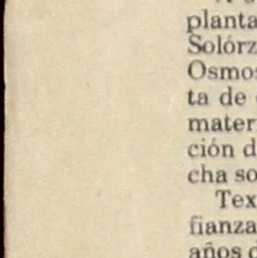 planta
Solórz
Osmos
ta de
mater
ción d
cha so
Tex
fianza
años d